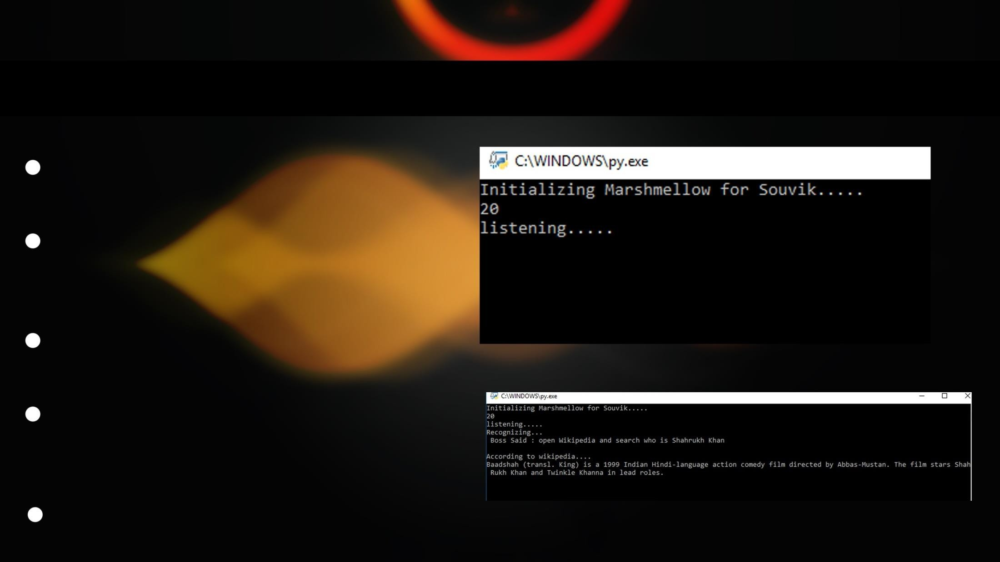 C:\WINDOWS\py.exe
Initializing Marshmellow for Souvik.....
20
listening.....
C:\WINDOWS\py.exe
Initializing Marshmellow for Souvik.....
20
listening.....
Recognizing...
Boss Said : open Wikipedia and search who is Shahrukh Khan
According to wikipedia....
Baadshah (transl. King) is a 1999 Indian Hindi-language action comedy film directed by Abbas-Mustan. The film stars Shah
Rukh Khan and Twinkle Khanna in lead roles.